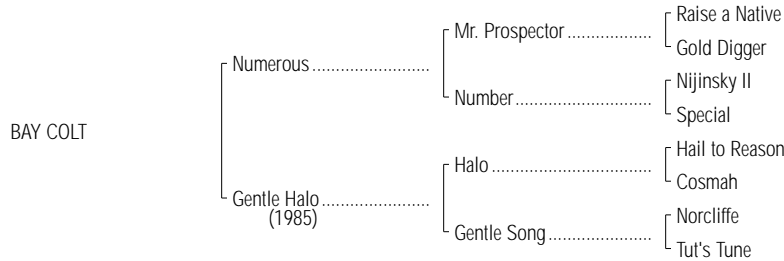 Raise a Native
Mr. Prospector ...................
Gold Digger
Numerous ..........................
Nijinsky II
Number ..............................
Special
BAY COLT
Hail to Reason
Halo .....................................
Cosmah
Gentle Halo ........................
(1985)
Norcliffe
Gentle Song .......................
Tut's Tune